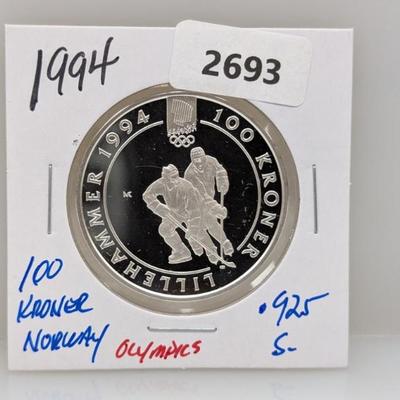 1994
2693
LILLEHAMMER 1994
100 KRONER
K
100
KRONER
NORWAY
OLYMPICS
.925
S-